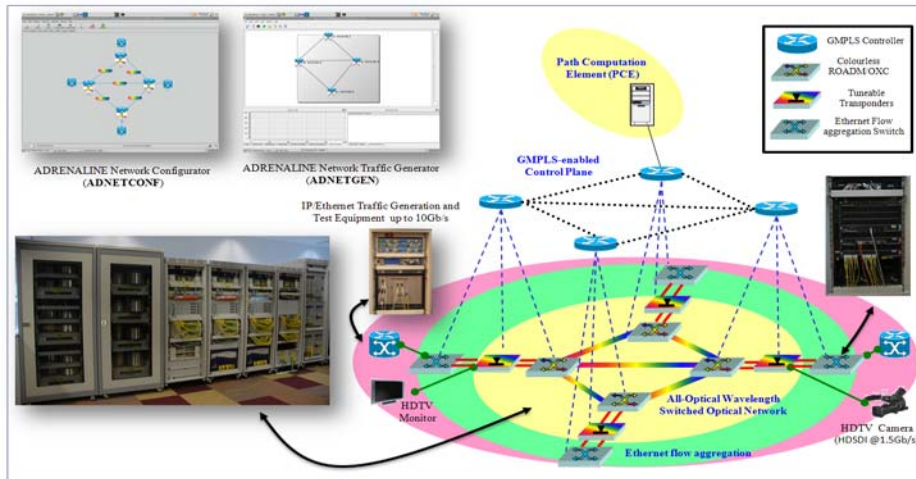 ADRENALINE Network Configurator
(ADNETCONF)
ADRENALINE Network Traffic Generator
(ADNETGEN)
Path Computation
Element (PCE)
GMPLS Controller
Colourless
ROADM OXC
Tuneable
Transponders
Ethernet Flow
aggregation Switch
GMPLS-enabled
Control Plane
IP/Ethernet Traffic Generation and
Test Equipment up to 10Gb/s
HDTV
Monitor
All-Optical Wavelength
Switched Optical Network
Ethernet flow aggregation
HDTV Camera
(HDSDI @1.5Gb/s)